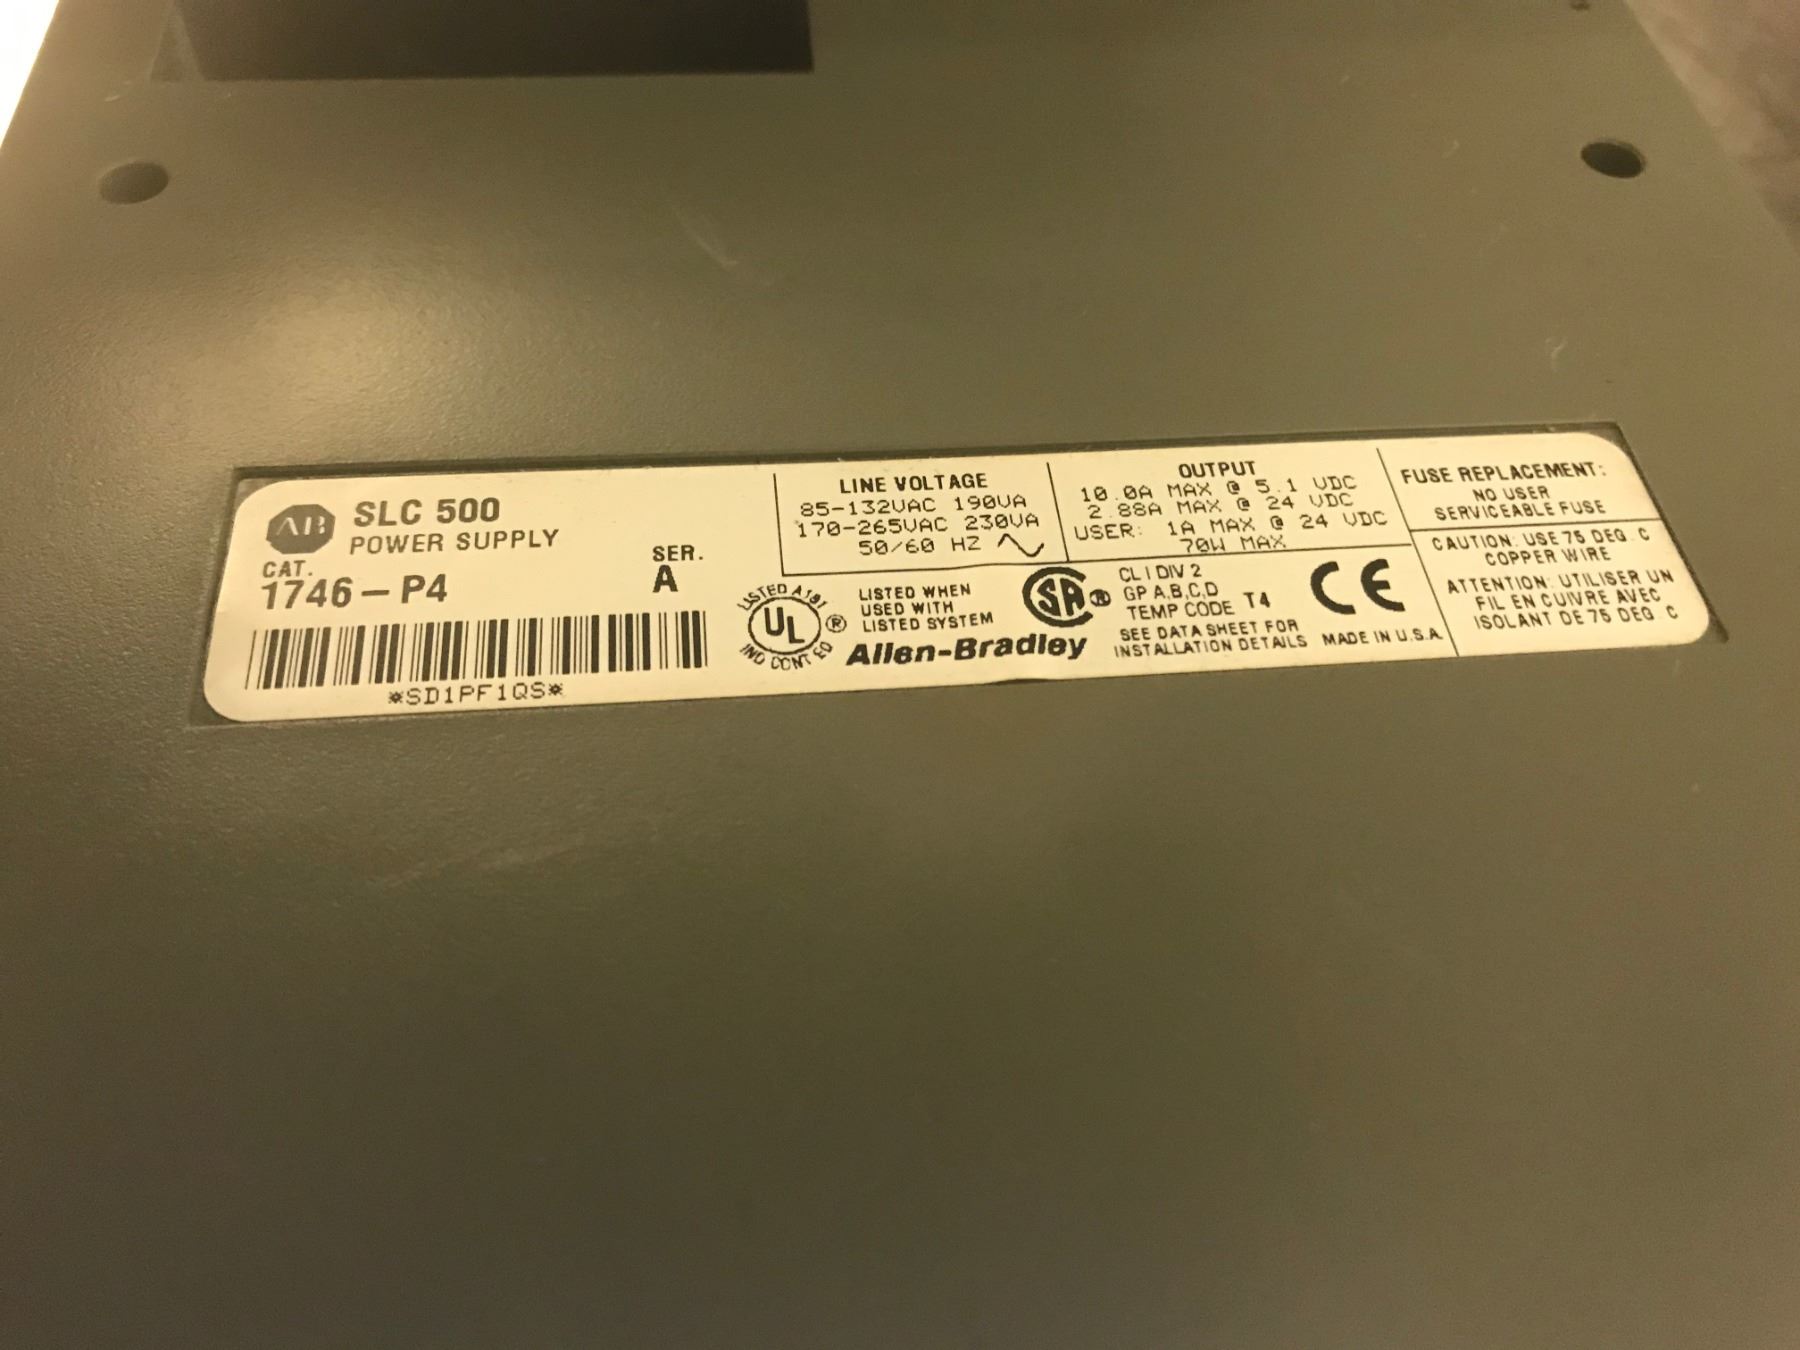 AB
SLC 500
POWER SUPPLY
CAT.
1746-P4
SER.
A
*SD1PF1QS*
LINE VOLTAGE
85-132VAC 190VA
170-265VAC 230VA
50/60 HZ
OUTPUT
10.0A MAX @ 5.1 VDC
2.88A MAX @ 24 VDC
USER: 1A MAX @ 24 VDC
70W MAX
FUSE REPLACEMENT:
NO USER
SERVICEABLE FUSE
CAUTION: USE 75 DEG. C
COPPER WIRE
ATTENTION: UTILISER UN
FIL EN CUIVRE AVEC
ISOLANT DE 75 DEG. C
LISTED A181
UL ®
IND CONT EQ
LISTED WHEN
USED WITH
LISTED SYSTEM
Allen-Bradley
SA ®
CL I DIV 2
GP A,B,C,D
TEMP CODE T4
SEE DATA SHEET FOR
INSTALLATION DETAILS
CE
MADE IN U.S.A.